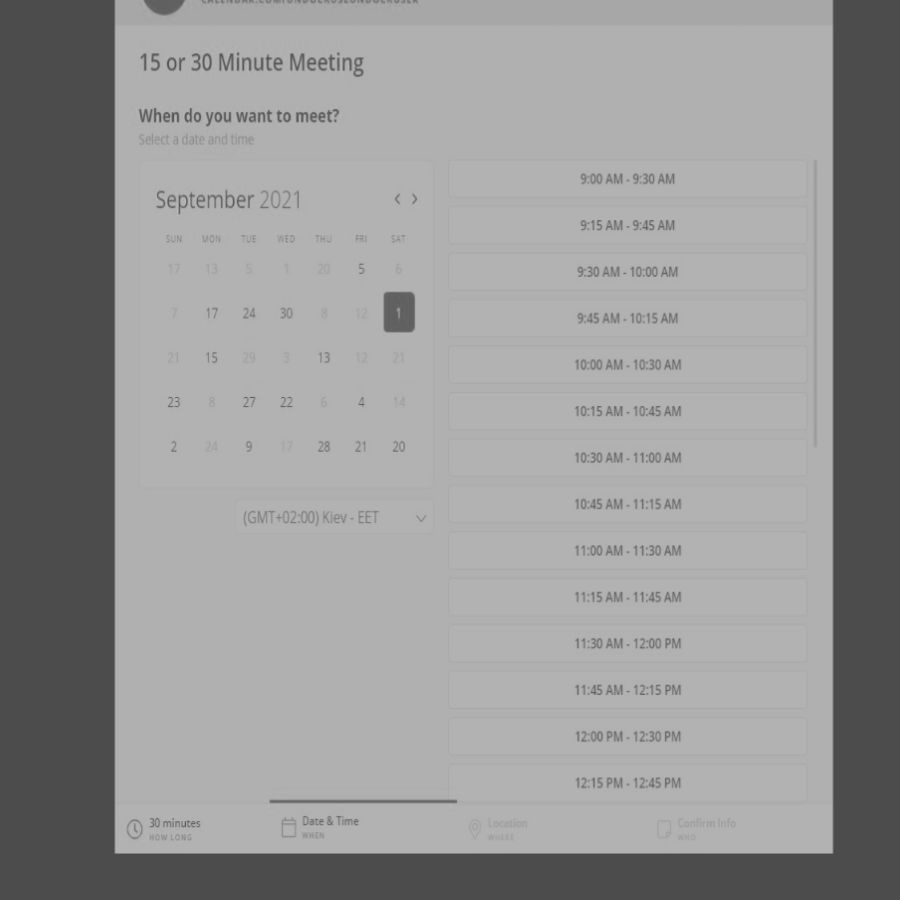 15 or 30 Minute Meeting
When do you want to meet?
Select a date and time
September 2021
SUN MON TUE WED THU FRI SAT
17 13 5 1 20 5 6
7 17 24 30 8 12 1
21 15 29 3 13 12 21
23 8 27 22 6 4 14
2 24 9 17 28 21 20
(GMT+02:00) Kiev - EET
9:00 AM - 9:30 AM
9:15 AM - 9:45 AM
9:30 AM - 10:00 AM
9:45 AM - 10:15 AM
10:00 AM - 10:30 AM
10:15 AM - 10:45 AM
10:30 AM - 11:00 AM
10:45 AM - 11:15 AM
11:00 AM - 11:30 AM
11:15 AM - 11:45 AM
11:30 AM - 12:00 PM
11:45 AM - 12:15 PM
12:00 PM - 12:30 PM
12:15 PM - 12:45 PM
30 minutes
HOW LONG
Date & Time
WHEN
Location
WHERE
Confirm Info
WHO